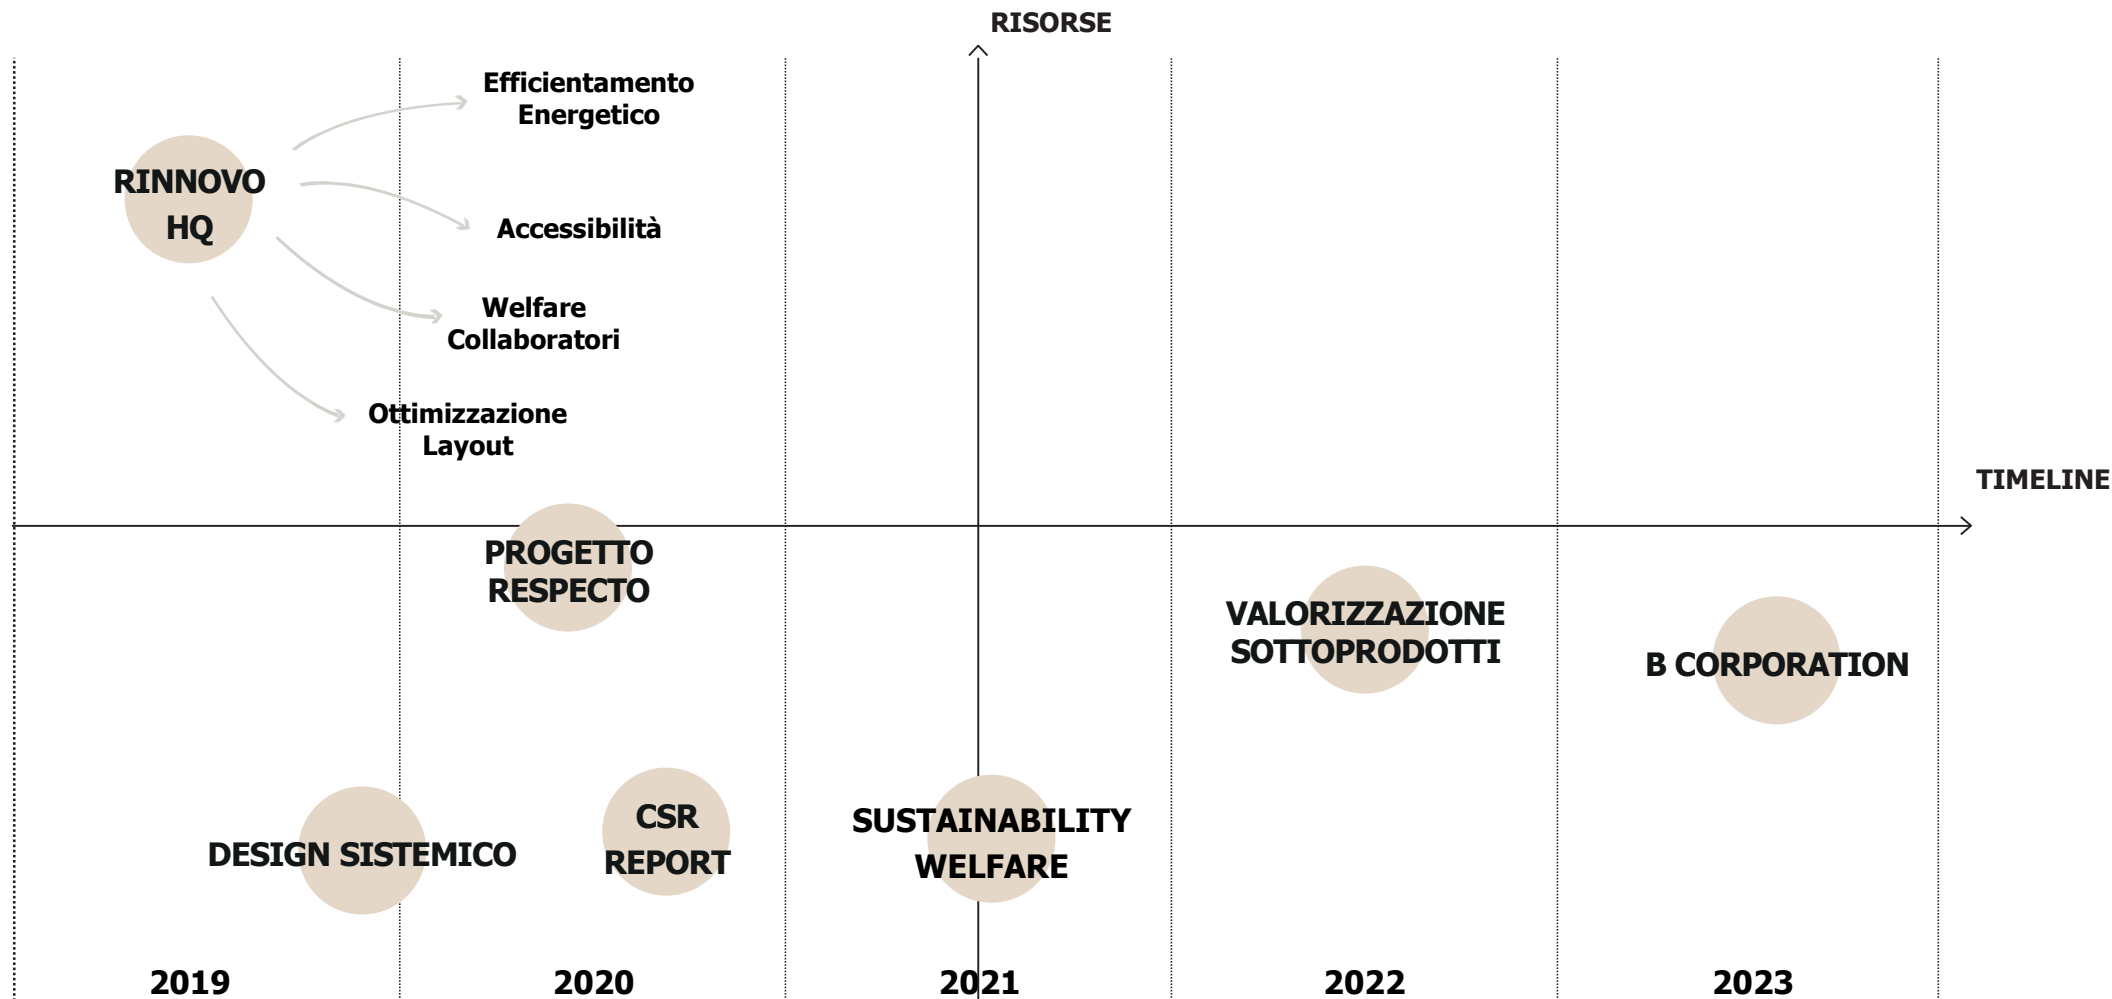 RISORSE
Efficientamento
Energetico
RINNOVO
HQ
Accessibilità
Welfare
Collaboratori
Ottimizzazione
Layout
TIMELINE
PROGETTO
RESPECTO
VALORIZZAZIONE
SOTTOPRODOTTI
B CORPORATION
DESIGN SISTEMICO
CSR
REPORT
SUSTAINABILITY
WELFARE
2019
2020
2021
2022
2023